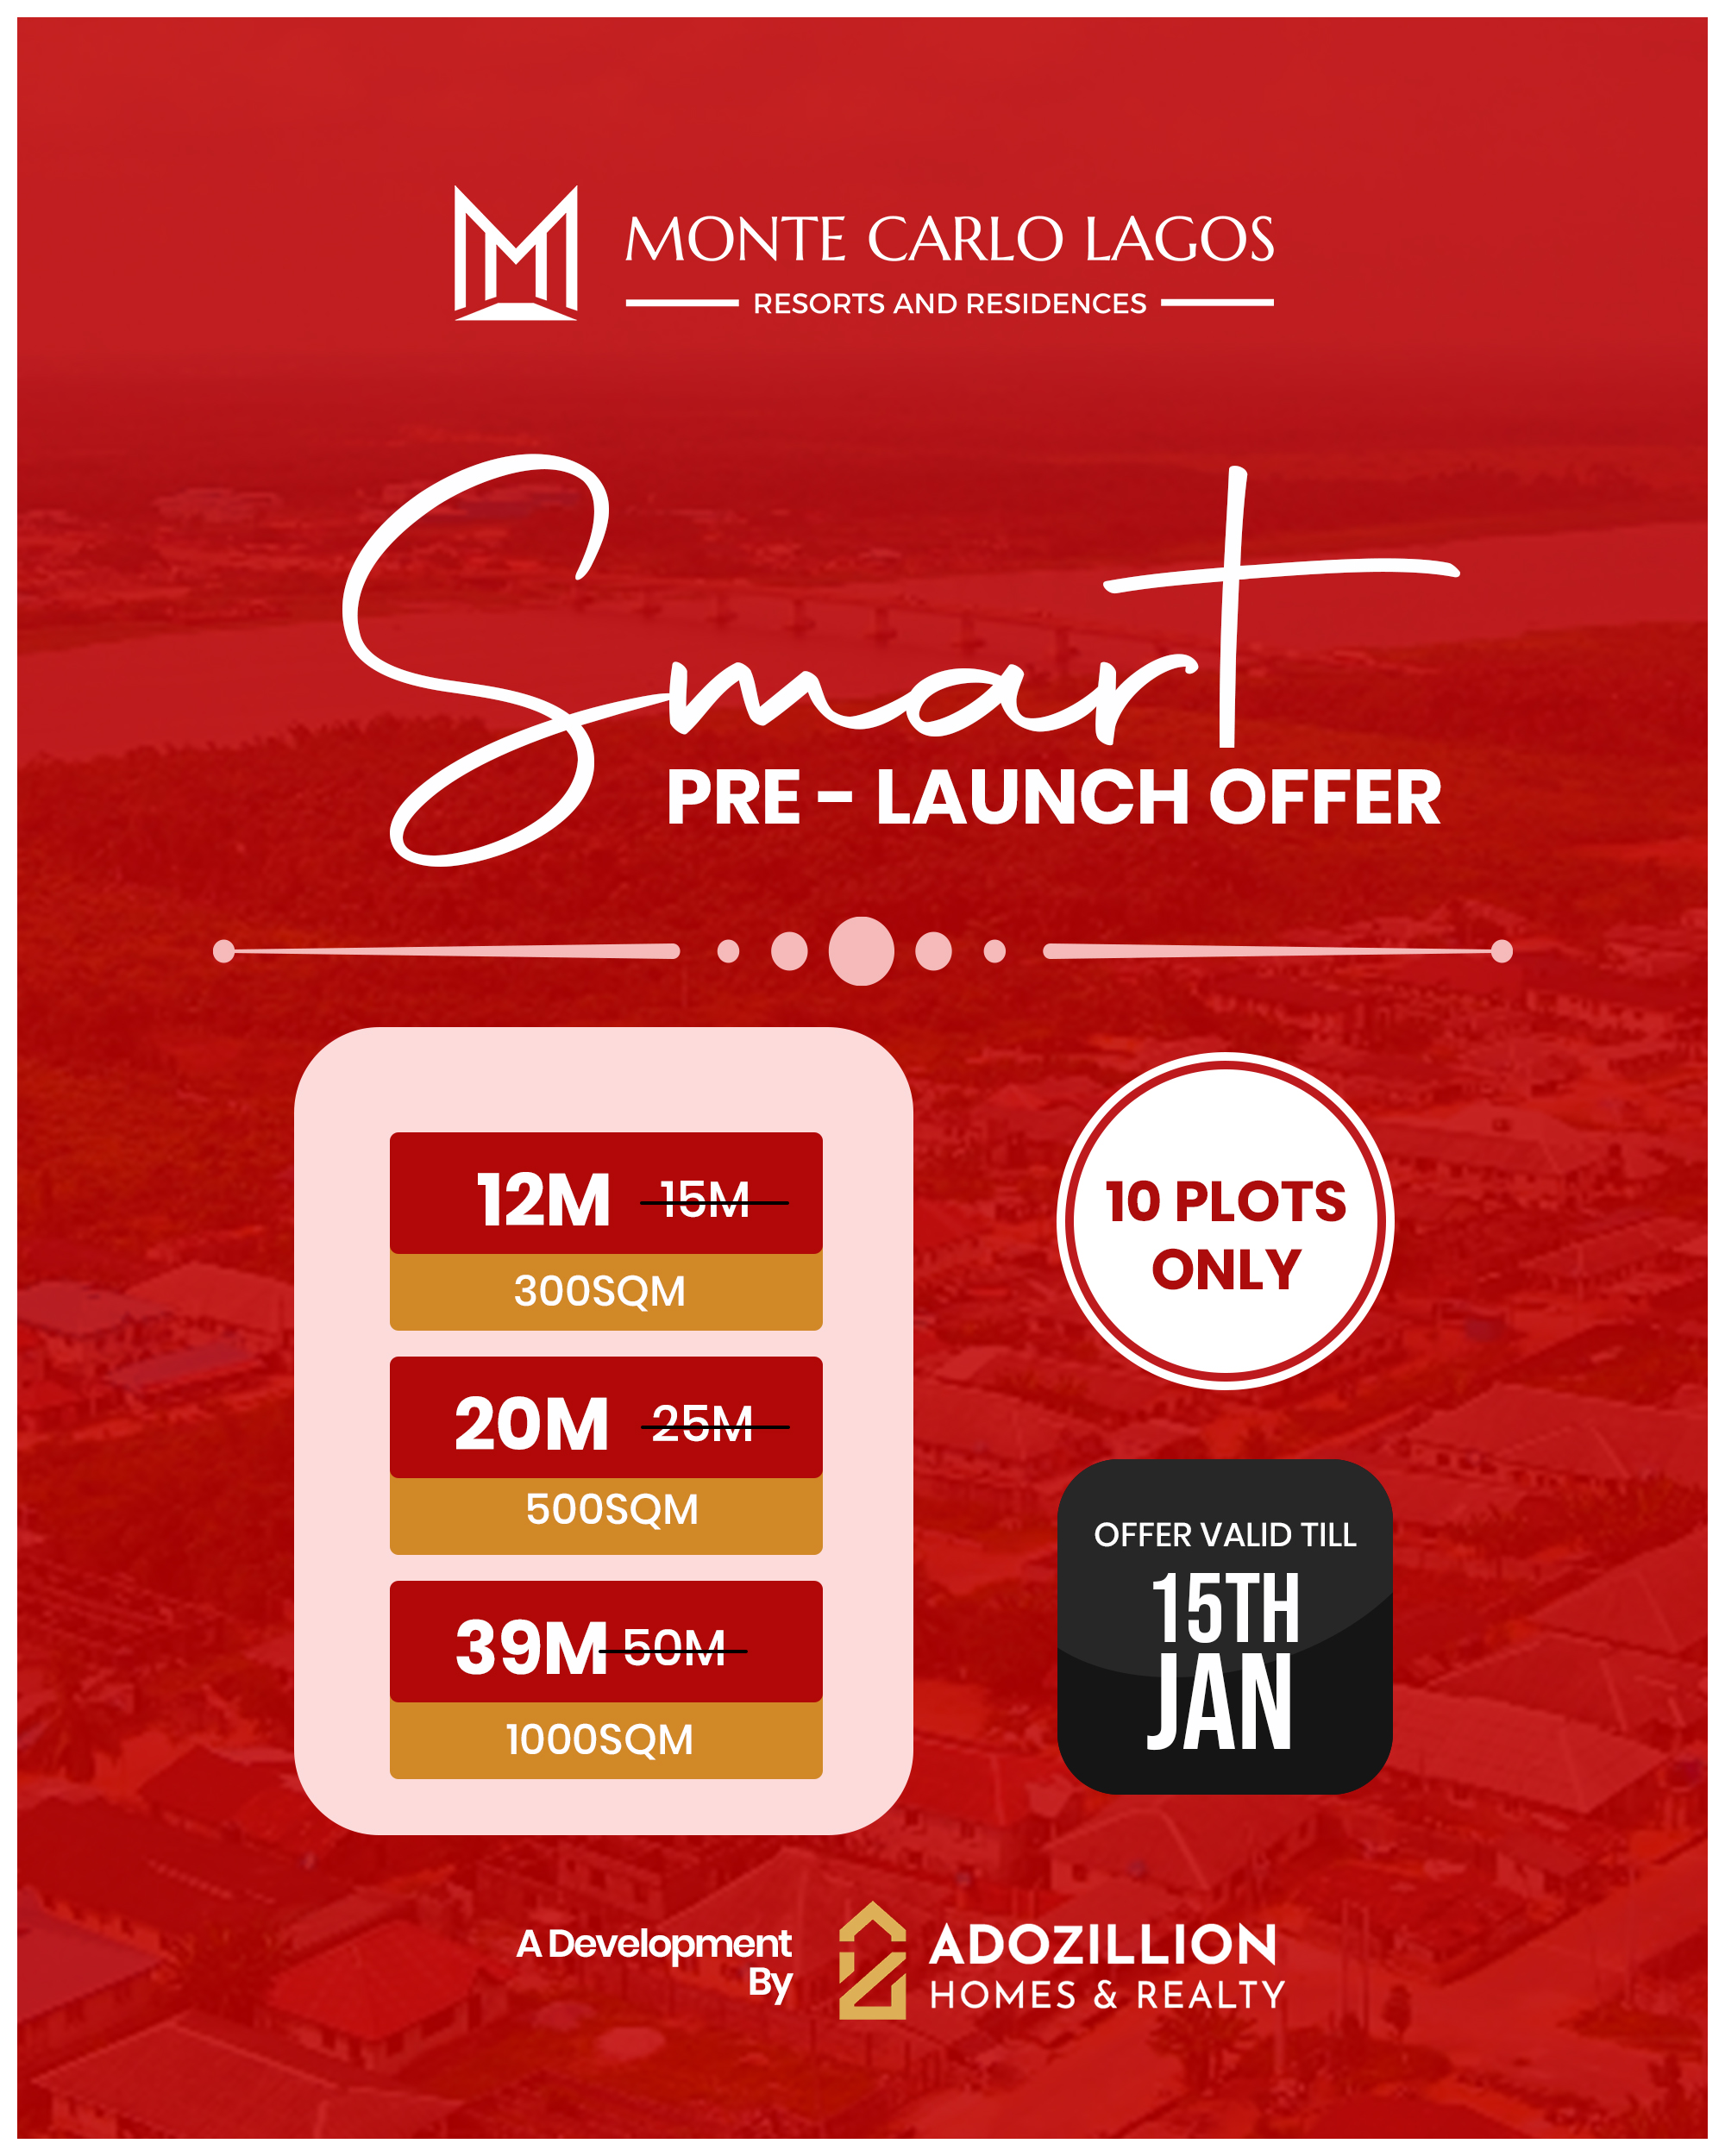 MONTE CARLO LAGOS
RESORTS AND RESIDENCES
Smart
PRE - LAUNCH OFFER
12M 15M
300SQM
20M 25M
500SQM
39M 50M
1000SQM
10 PLOTS
ONLY
OFFER VALID TILL
15TH
JAN
A Development
By
ADOZILLION
HOMES & REALTY